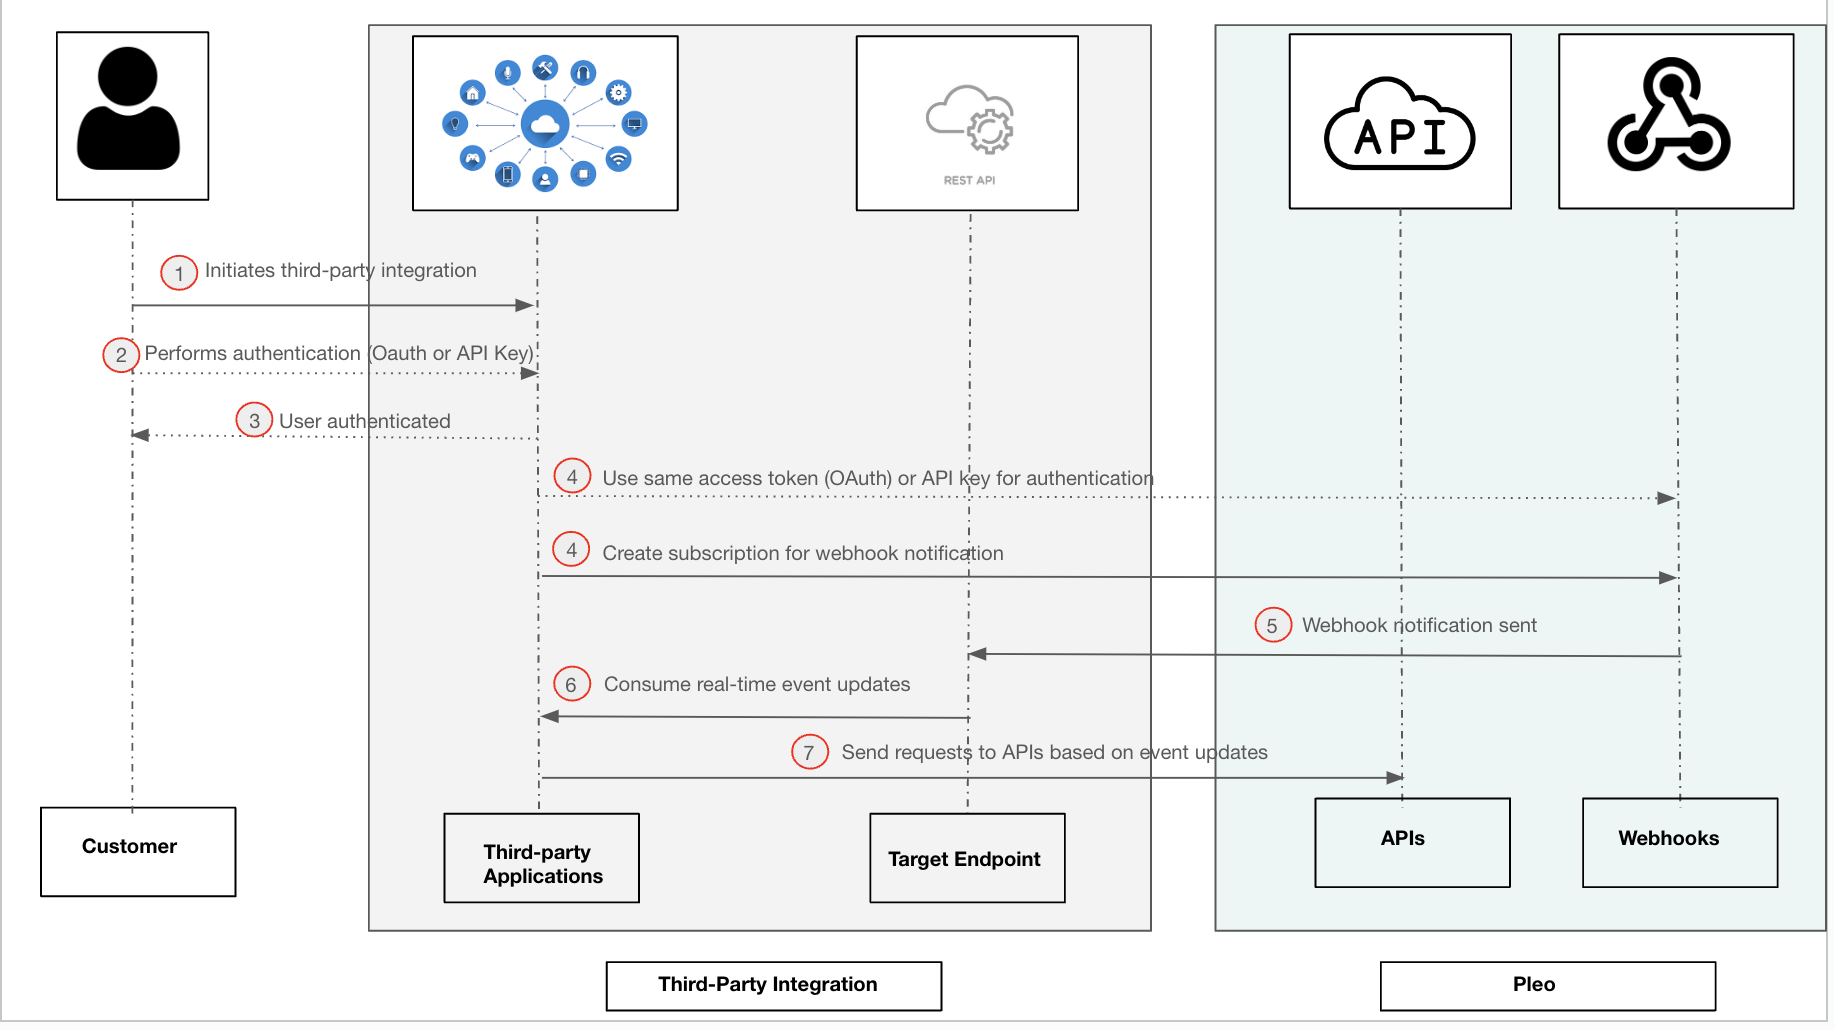 REST API
API
1 Initiates third-party integration
2 Performs authentication (Oauth or API Key)
3 User authenticated
4 Use same access token (OAuth) or API key for authentication
4 Create subscription for webhook notification
5 Webhook notification sent
6 Consume real-time event updates
7 Send requests to APIs based on event updates
Customer
Third-party
Applications
Target Endpoint
APIs
Webhooks
Third-Party Integration
Pleo